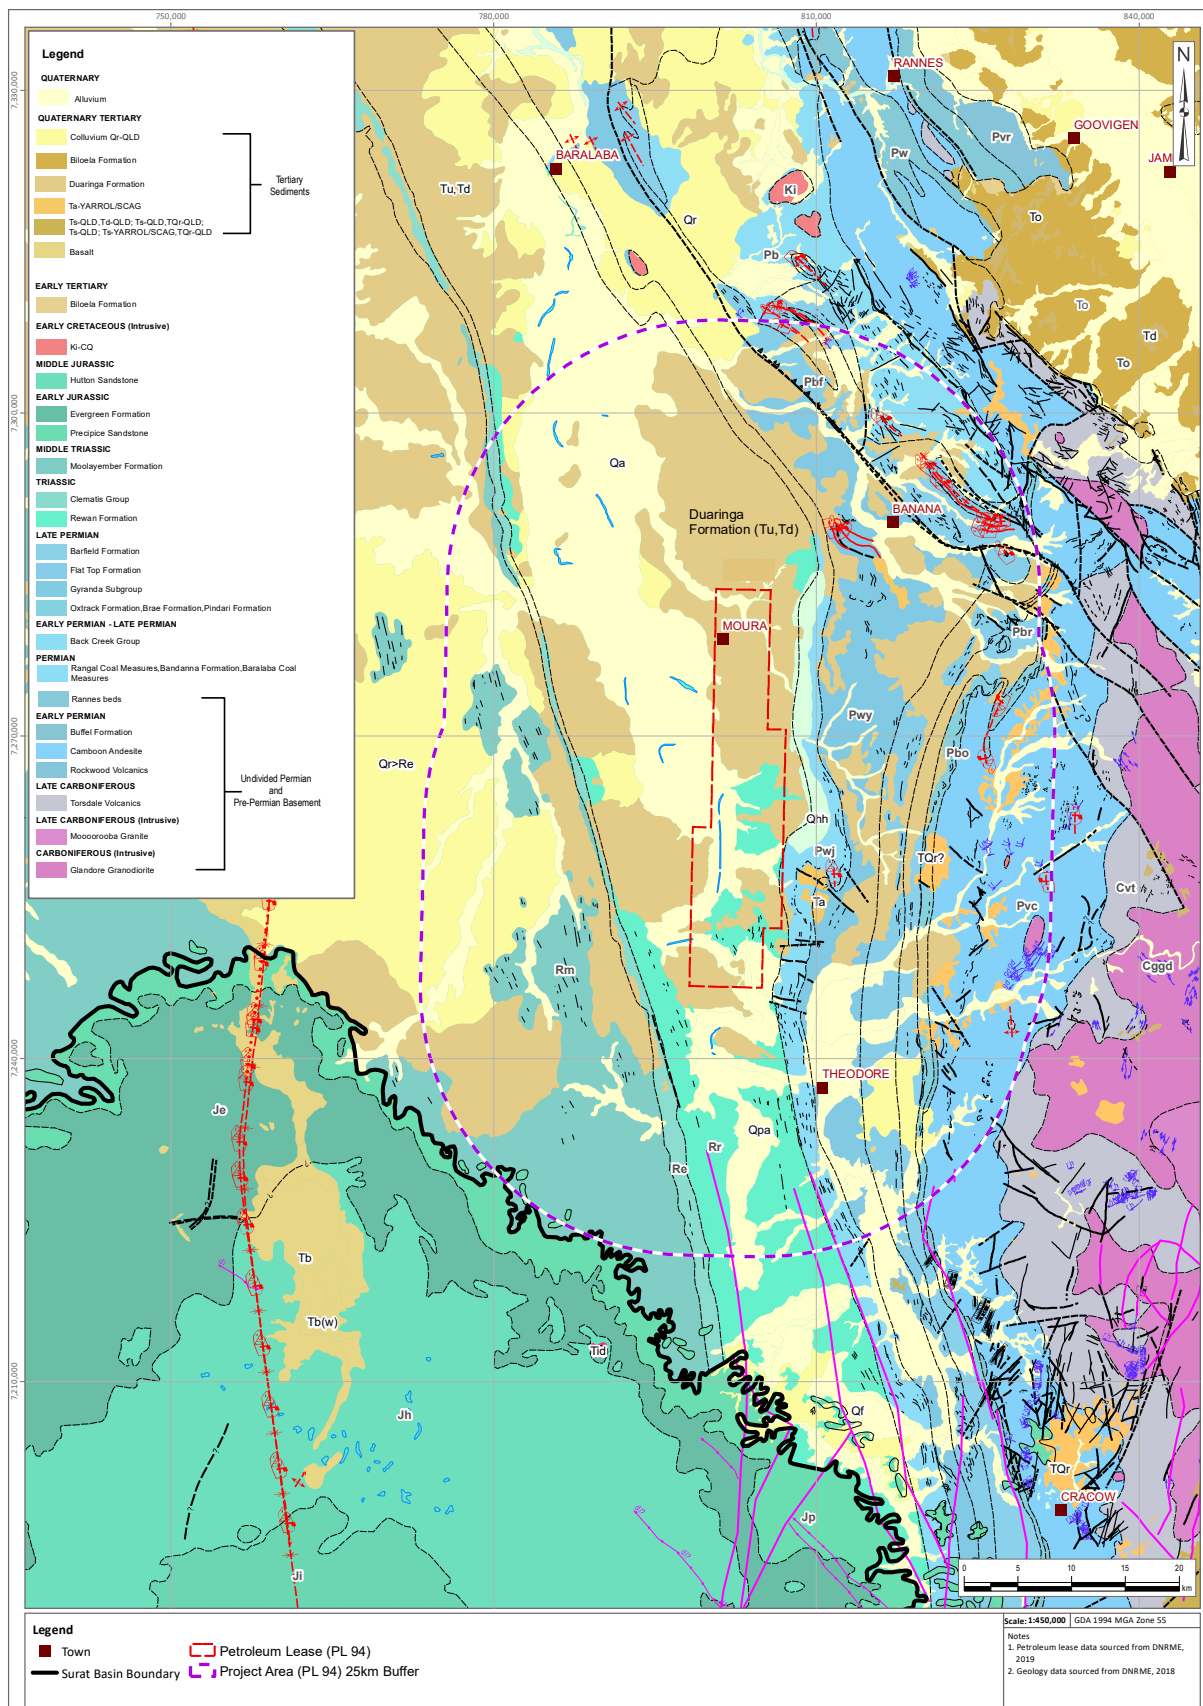 750,000
780,000
810,000
840,000
7,330,000
7,300,000
7,270,000
7,240,000
7,210,000
Legend
QUATERNARY
Alluvium
QUATERNARY TERTIARY
Colluvium Qr-QLD
Biloela Formation
Duaringa Formation
Ta-YARROL/SCAG
Ts-QLD,Td-QLD; Ts-QLD,TQr-QLD;
Ts-QLD; Ts-YARROL/SCAG,TQr-QLD
Basalt
Tertiary
Sediments
EARLY TERTIARY
Biloela Formation
EARLY CRETACEOUS (Intrusive)
Ki-CQ
MIDDLE JURASSIC
Hutton Sandstone
EARLY JURASSIC
Evergreen Formation
Precipice Sandstone
MIDDLE TRIASSIC
Moolayember Formation
TRIASSIC
Clematis Group
Rewan Formation
LATE PERMIAN
Barfield Formation
Flat Top Formation
Gyranda Subgroup
Oxtrack Formation,Brae Formation,Pindari Formation
EARLY PERMIAN - LATE PERMIAN
Back Creek Group
PERMIAN
Rangal Coal Measures,Bandanna Formation,Baralaba Coal
Measures
Rannes beds
EARLY PERMIAN
Buffel Formation
Camboon Andesite
Rockwood Volcanics
LATE CARBONIFEROUS
Torsdale Volcanics
LATE CARBONIFEROUS (Intrusive)
Mooooroba Granite
CARBONIFEROUS (Intrusive)
Glandore Granodiorite
Undivided Permian
and
Pre-Permian Basement
N
RANNES
GOOVIGEN
JAM
BARALABA
Pvr
Pw
Tu,Td
Ki
Qr
To
Pb
To
Td
To
Pbf
Qa
Duaringa
Formation (Tu,Td)
BANANA
MOURA
Pbr
Pwy
Pbo
Qr>Re
Qhh
Pwj
TQr?
Ta
Cvt
Pvc
Rm
Cggd
THEODORE
Je
Qpa
Rr
Re
Tb
Tb(w)
Tid
Jh
Qf
TQr
CRACOW
Jp
Ji
0
5
10
15
20
km
Legend
Town
Surat Basin Boundary
Petroleum Lease (PL 94)
Project Area (PL 94) 25km Buffer
Scale: 1:450,000
GDA 1994 MGA Zone 55
Notes
1. Petroleum lease data sourced from DNRME,
2019
2. Geology data sourced from DNRME, 2018